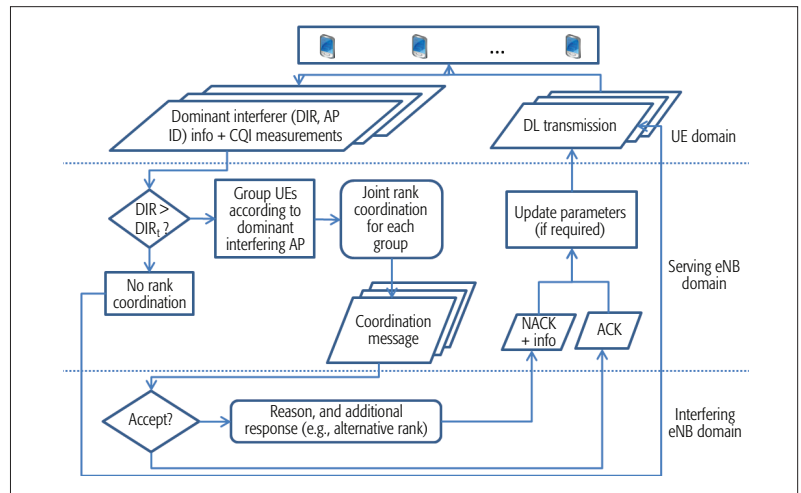 ...
Dominant interferer (DIR, AP
ID) info + CQI measurements
DL transmission
UE domain
DIR >
DIRt ?
Group UEs
according to
dominant
interfering AP
Joint rank
coordination
for each
group
Update parameters
(if required)
No rank
coordination
Serving eNB
domain
Coordination
message
NACK
+ info
ACK
Accept?
Reason, and additional
response (e.g., alternative rank)
Interfering
eNB domain